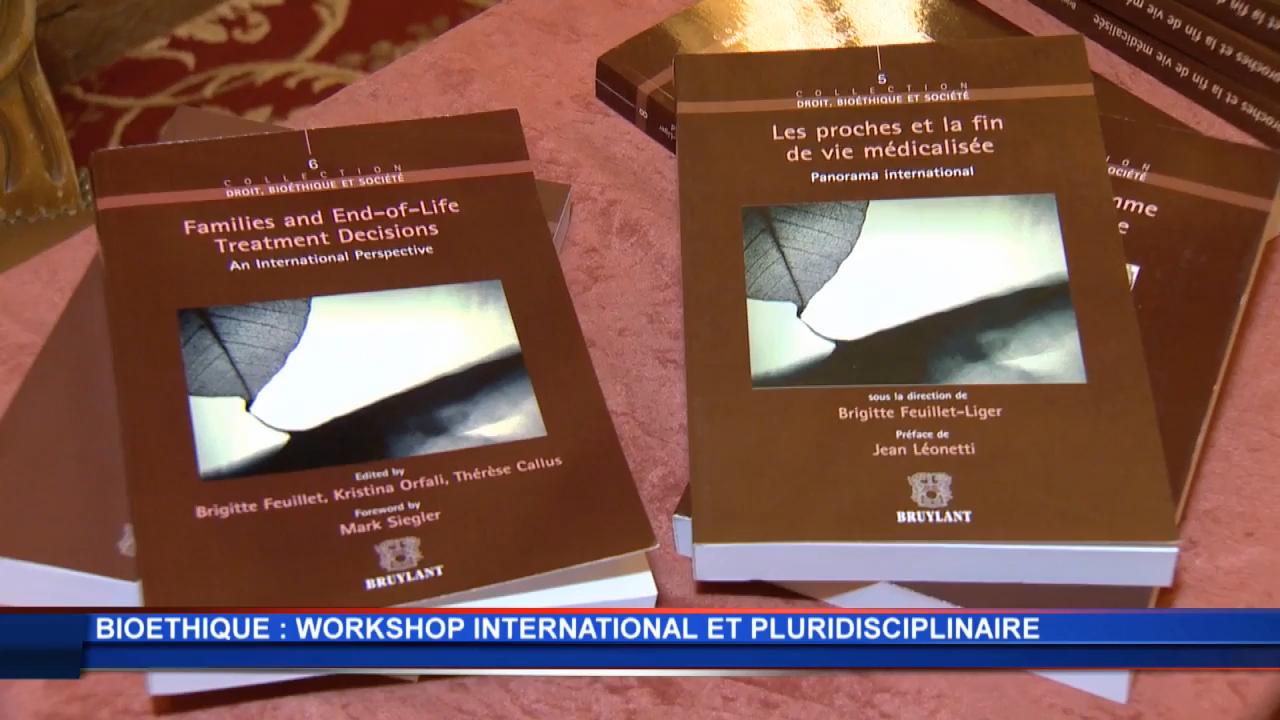 6
COLLECTION
DROIT, BIOÉTHIQUE ET SOCIÉTÉ
Families and End-of-Life
Treatment Decisions
An International Perspective
Edited by
Brigitte Feuillet, Kristina Orfali, Thérèse Callus
Foreword by
Mark Siegler
BRUYLANT
5
COLLECTION
DROIT, BIOÉTHIQUE ET SOCIÉTÉ
Les proches et la fin
de vie médicalisée
Panorama international
sous la direction de
Brigitte Feuillet-Liger
Préface de
Jean Léonetti
BRUYLANT
BIOETHIQUE : WORKSHOP INTERNATIONAL ET PLURIDISCIPLINAIRE